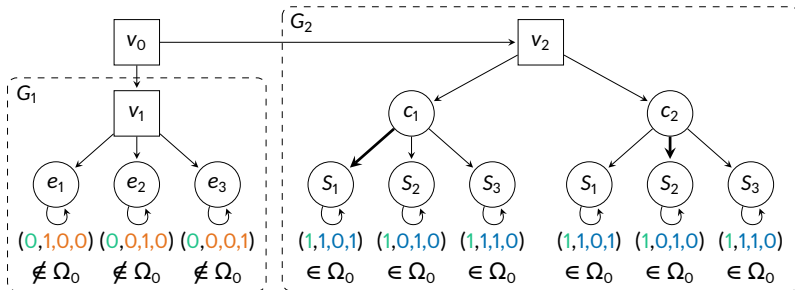 G₂
v₀ v₂
G₁
v₁ c₁ c₂
e₁ e₂ e₃ S₁ S₂ S₃ S₁ S₂ S₃
(0,1,0,0) (0,0,1,0) (0,0,0,1) (1,1,0,1) (1,0,1,0) (1,1,1,0) (1,1,0,1) (1,0,1,0) (1,1,1,0)
∉ Ω₀ ∉ Ω₀ ∉ Ω₀ ∈ Ω₀ ∈ Ω₀ ∈ Ω₀ ∈ Ω₀ ∈ Ω₀ ∈ Ω₀